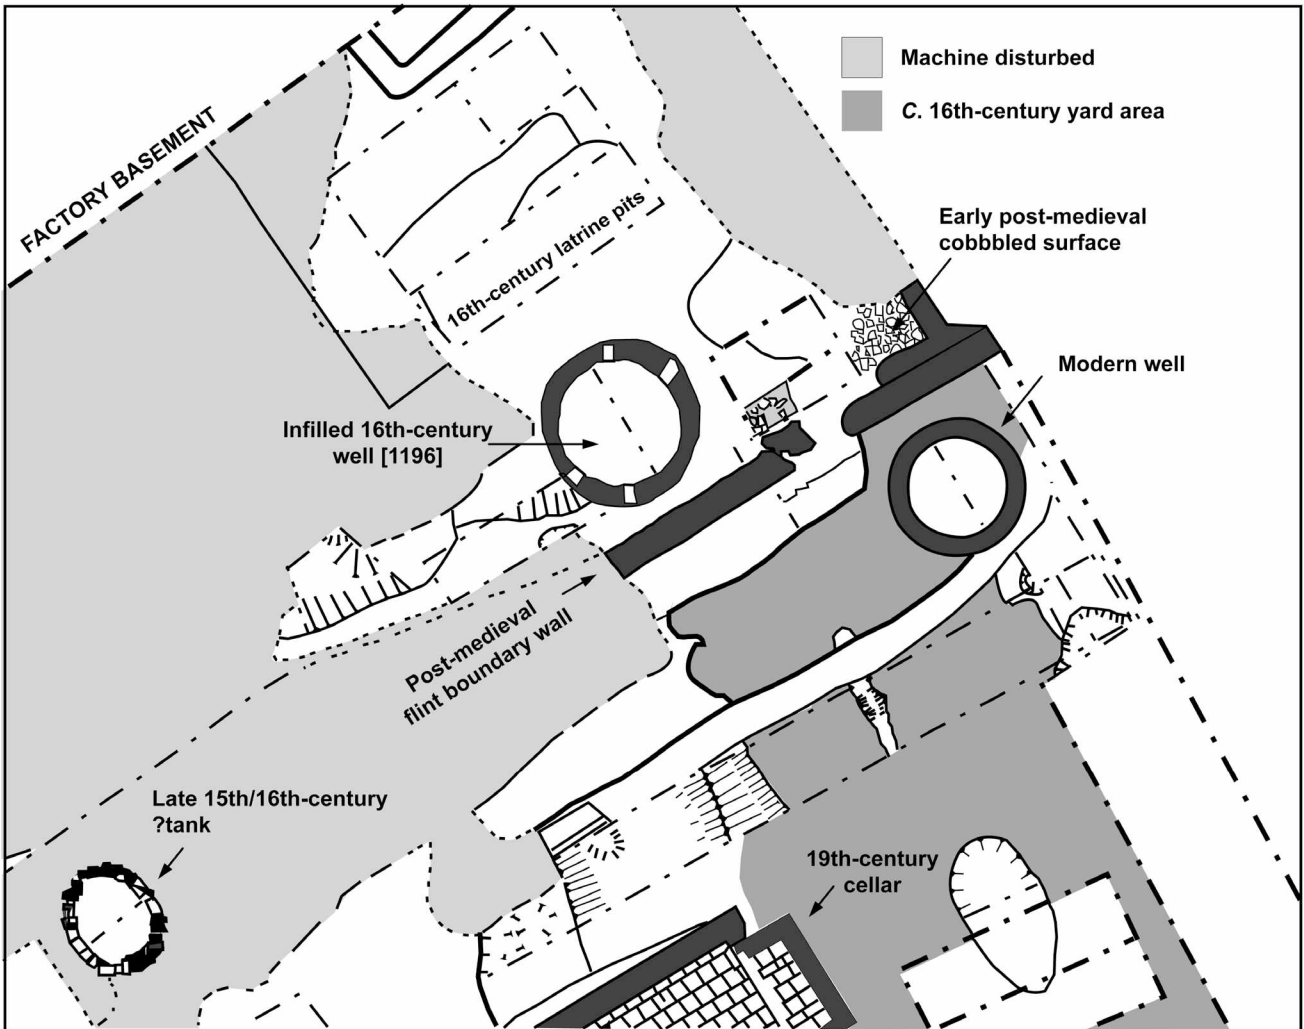 Machine disturbed
C. 16th-century yard area
FACTORY BASEMENT
Early post-medieval
cobbbled surface
16th-century latrine pits
Modern well
Infilled 16th-century
well [1196]
Post-medieval
flint boundary wall
Late 15th/16th-century
?tank
19th-century
cellar